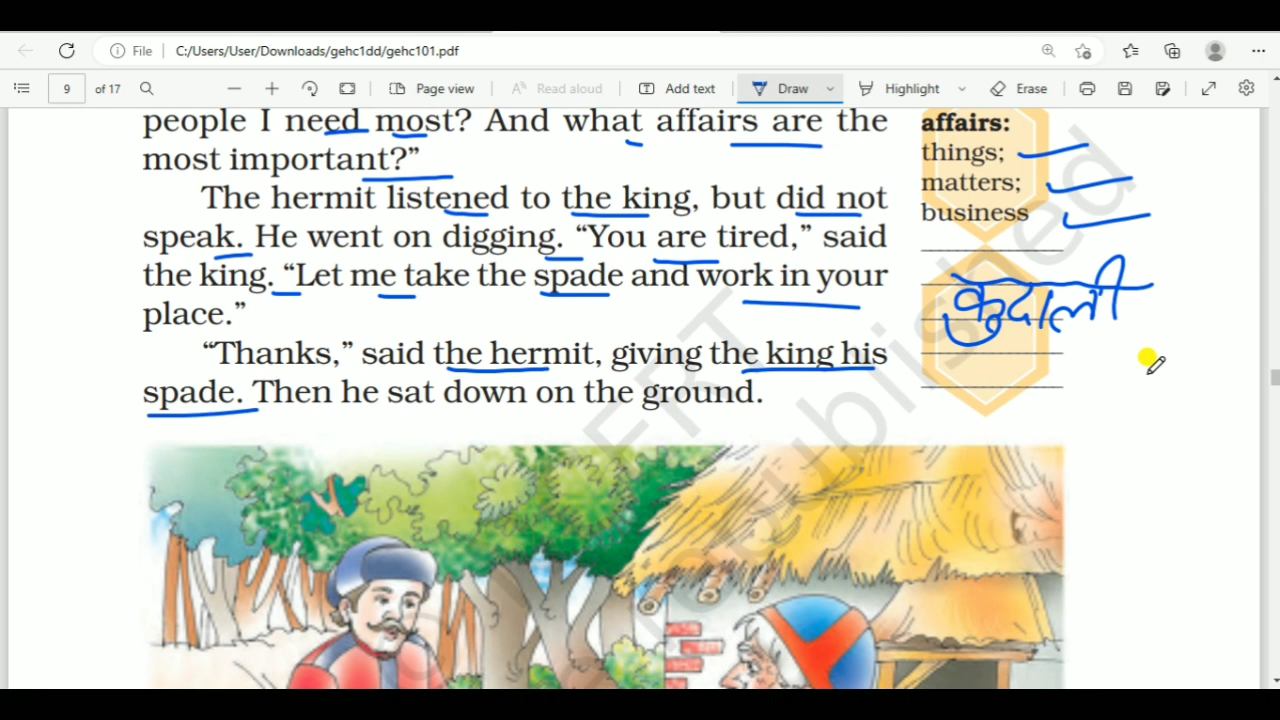 File
C:/Users/User/Downloads/gehc1dd/gehc101.pdf
9 of 17
Page view
Read aloud
Add text
Draw
Highlight
Erase
people I need most? And what affairs are the
most important?”
The hermit listened to the king, but did not
speak. He went on digging. “You are tired,” said
the king. “Let me take the spade and work in your
place.”
“Thanks,” said the hermit, giving the king his
spade. Then he sat down on the ground.
affairs:
things;
matters;
business
कुदाली